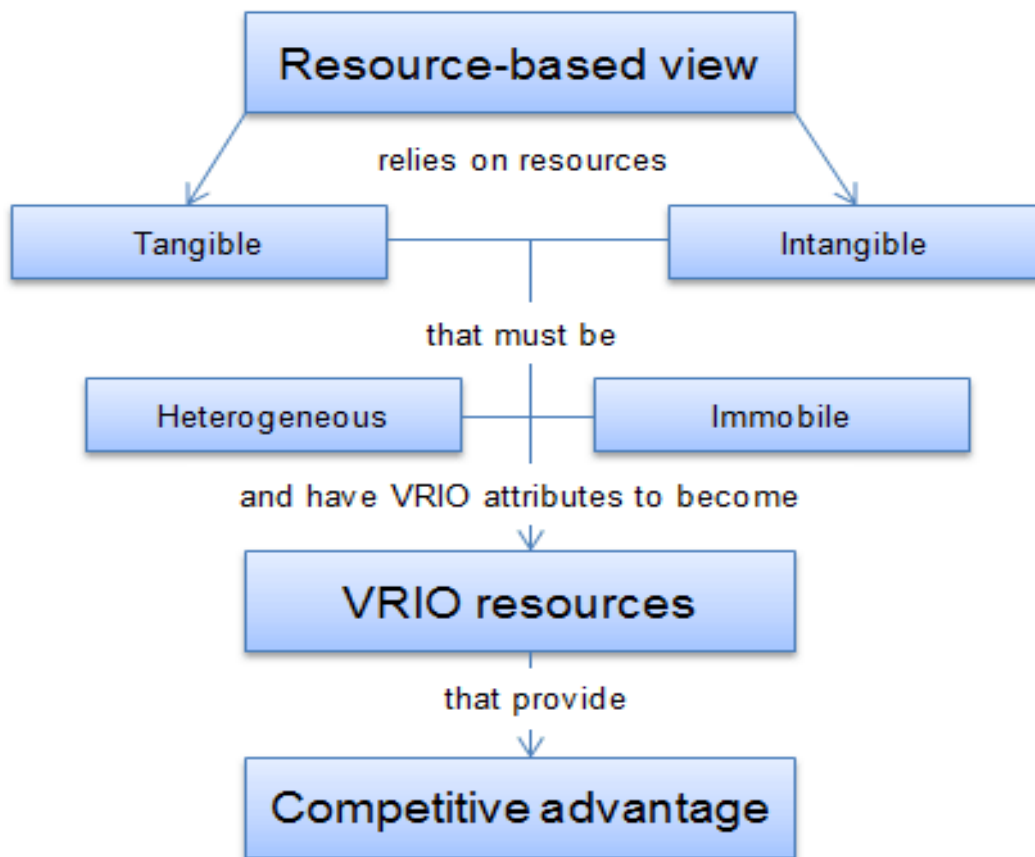 Resource-based view
relies on resources
Tangible
Intangible
that must be
Heterogeneous
Immobile
and have VRIO attributes to become
VRIO resources
that provide
Competitive advantage